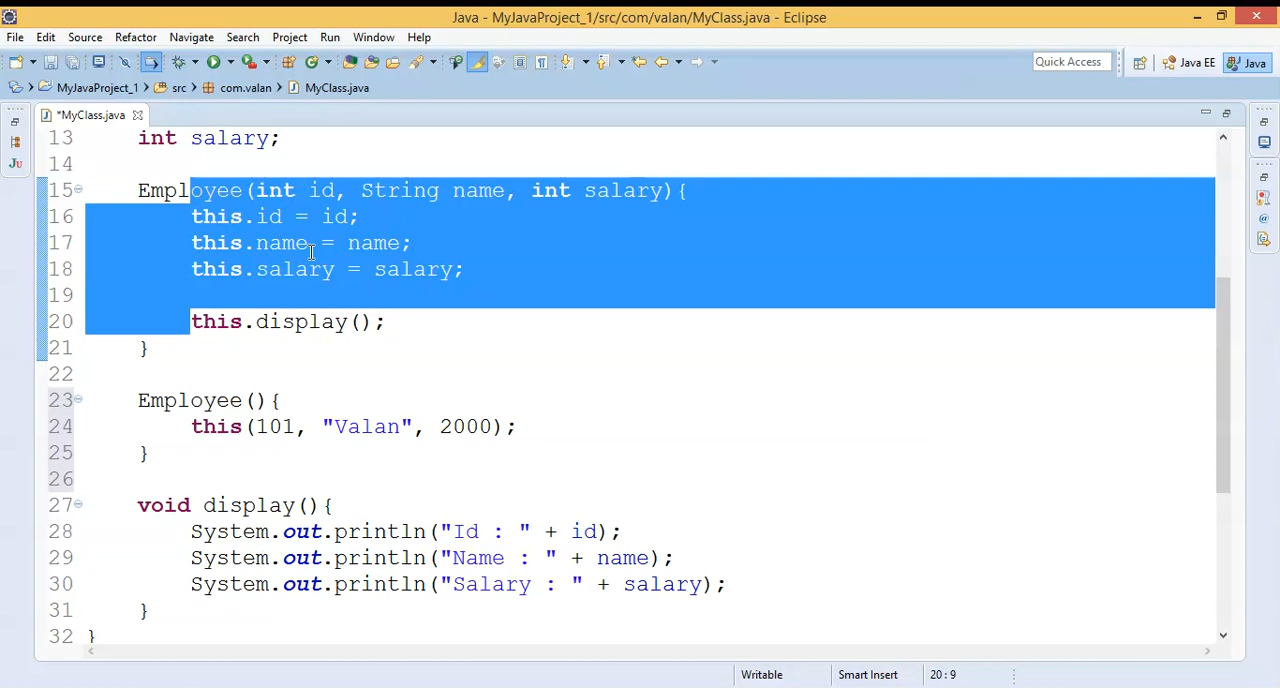 Java - MyJavaProject_1/src/com/valan/MyClass.java - Eclipse
File Edit Source Refactor Navigate Search Project Run Window Help
Quick Access Java EE Java
MyJavaProject_1 src com.valan MyClass.java
*MyClass.java
13 int salary;
14
15 Employee(int id, String name, int salary){
16 this.id = id;
17 this.name = name;
18 this.salary = salary;
19
20 this.display();
21 }
22
23 Employee(){
24 this(101, "Valan", 2000);
25 }
26
27 void display(){
28 System.out.println("Id : " + id);
29 System.out.println("Name : " + name);
30 System.out.println("Salary : " + salary);
31 }
32 }
Writable Smart Insert 20 : 9